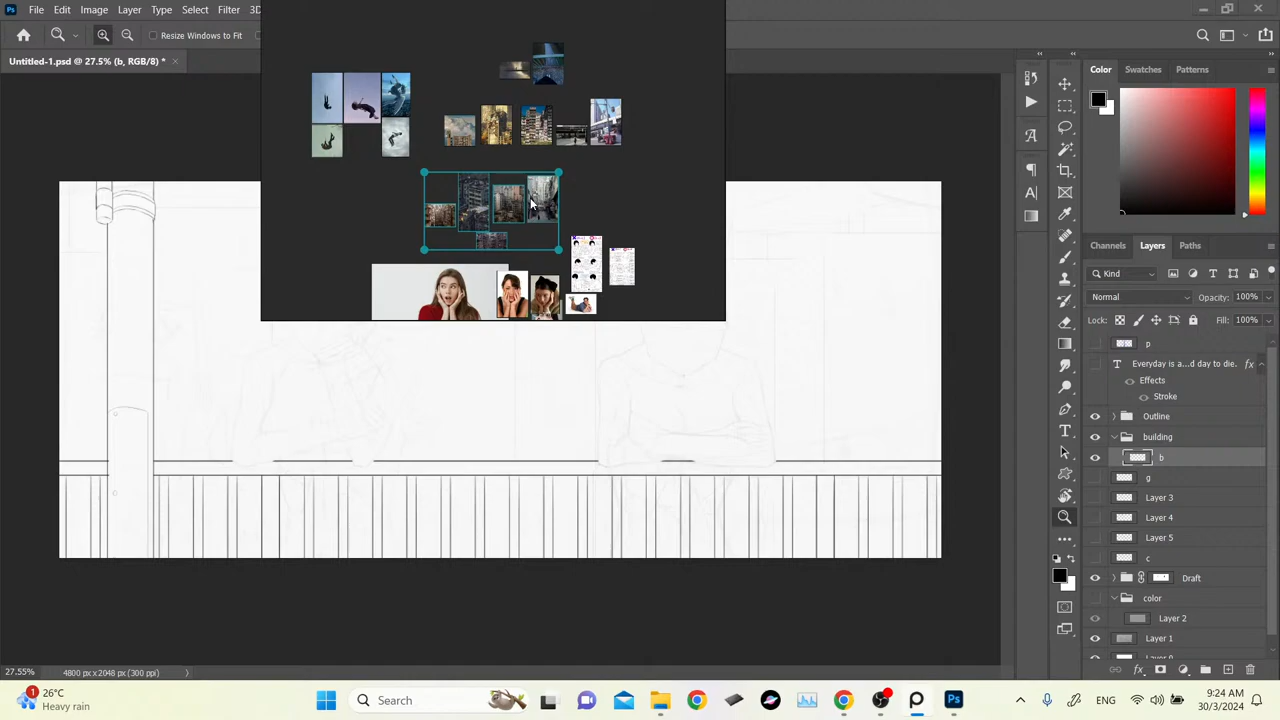 File Edit Image Layer Type Select Filter 3D
Resize Windows to Fit
Untitled-1.psd @ 27.5% (b, RGB/8) *
Color Swatches Patterns
Channels Layers Paths
Kind
Normal Opacity: 100%
Lock: Fill: 100%
p
T Everyday is a...d day to die. fx
Effects
Stroke
Outline
building
b
g
Layer 3
Layer 4
Layer 5
c
Draft
color
Layer 2
Layer 1
27.55% 4800 px x 2048 px (300 ppi)
1 26°C
Heavy rain
Search
ENG
9:24 AM
30/3/2024